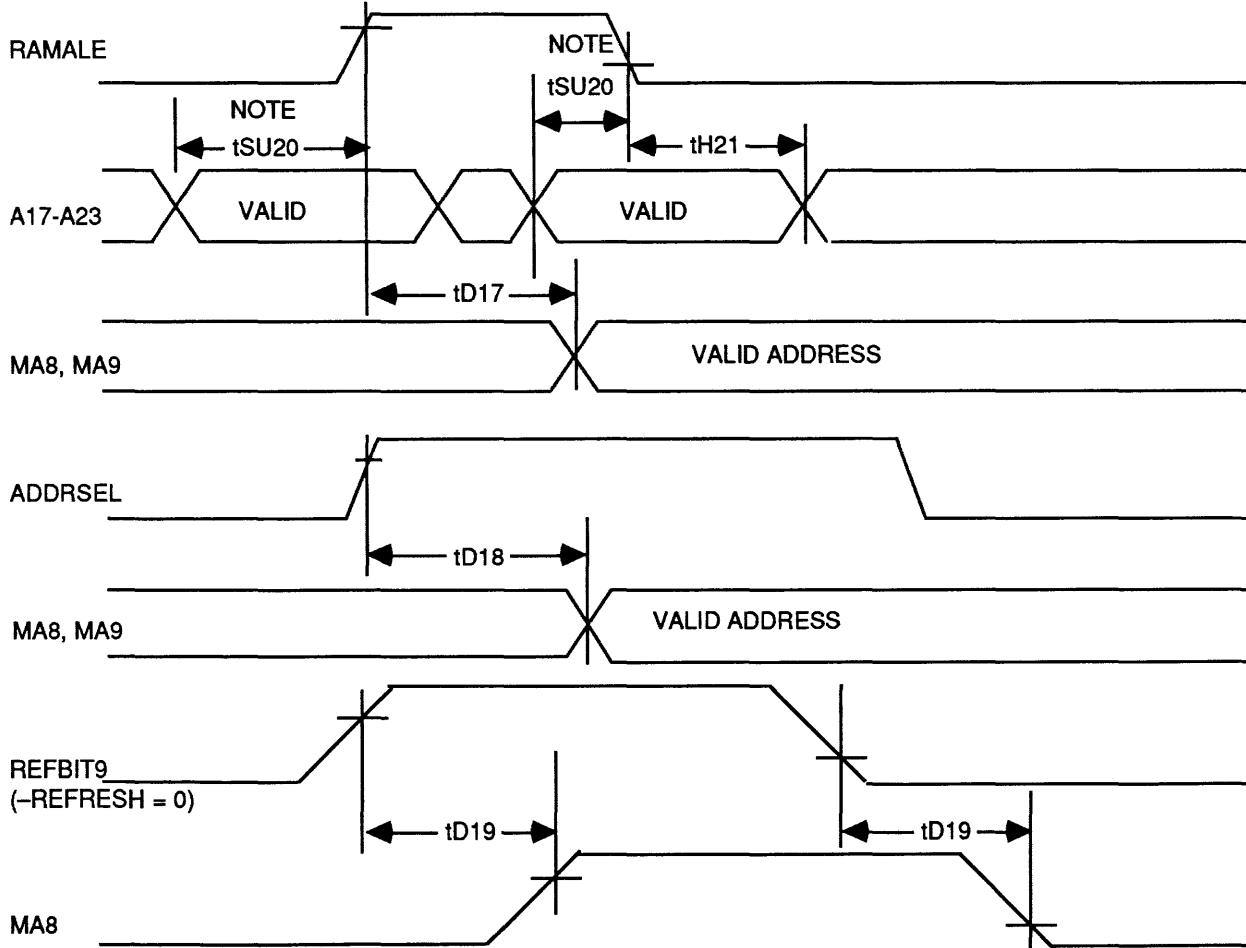 RAMALE
NOTE
tSU20
NOTE
tSU20
tH21
A17-A23
VALID
VALID
tD17
MA8, MA9
VALID ADDRESS
ADDRSEL
tD18
MA8, MA9
VALID ADDRESS
REFBIT9
(–REFRESH = 0)
tD19
tD19
MA8